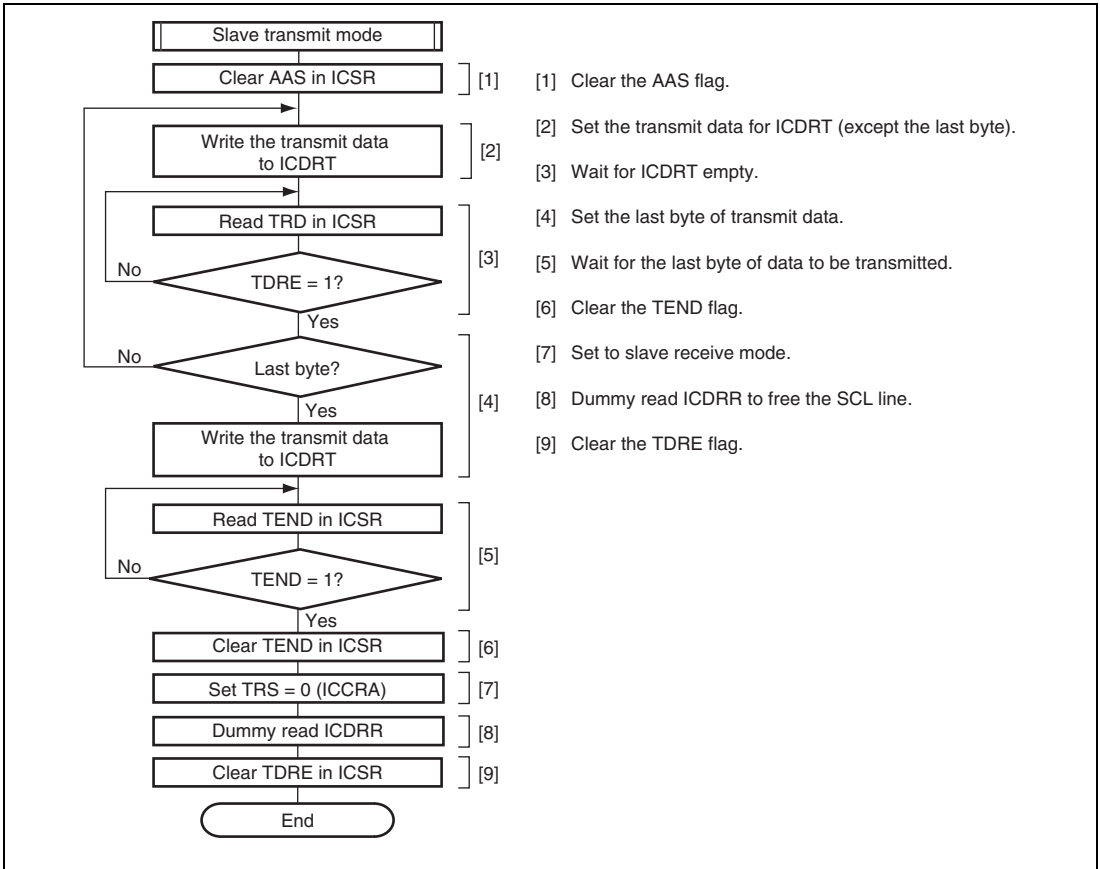 Slave transmit mode
Clear AAS in ICSR
[1]
Write the transmit data
to ICDRT
[2]
Read TRD in ICSR
No
TDRE = 1?
[3]
Yes
No
Last byte?
Yes
[4]
Write the transmit data
to ICDRT
Read TEND in ICSR
No
TEND = 1?
[5]
Yes
Clear TEND in ICSR
[6]
Set TRS = 0 (ICCRA)
[7]
Dummy read ICDRR
[8]
Clear TDRE in ICSR
[9]
End
[1] Clear the AAS flag.
[2] Set the transmit data for ICDRT (except the last byte).
[3] Wait for ICDRT empty.
[4] Set the last byte of transmit data.
[5] Wait for the last byte of data to be transmitted.
[6] Clear the TEND flag.
[7] Set to slave receive mode.
[8] Dummy read ICDRR to free the SCL line.
[9] Clear the TDRE flag.